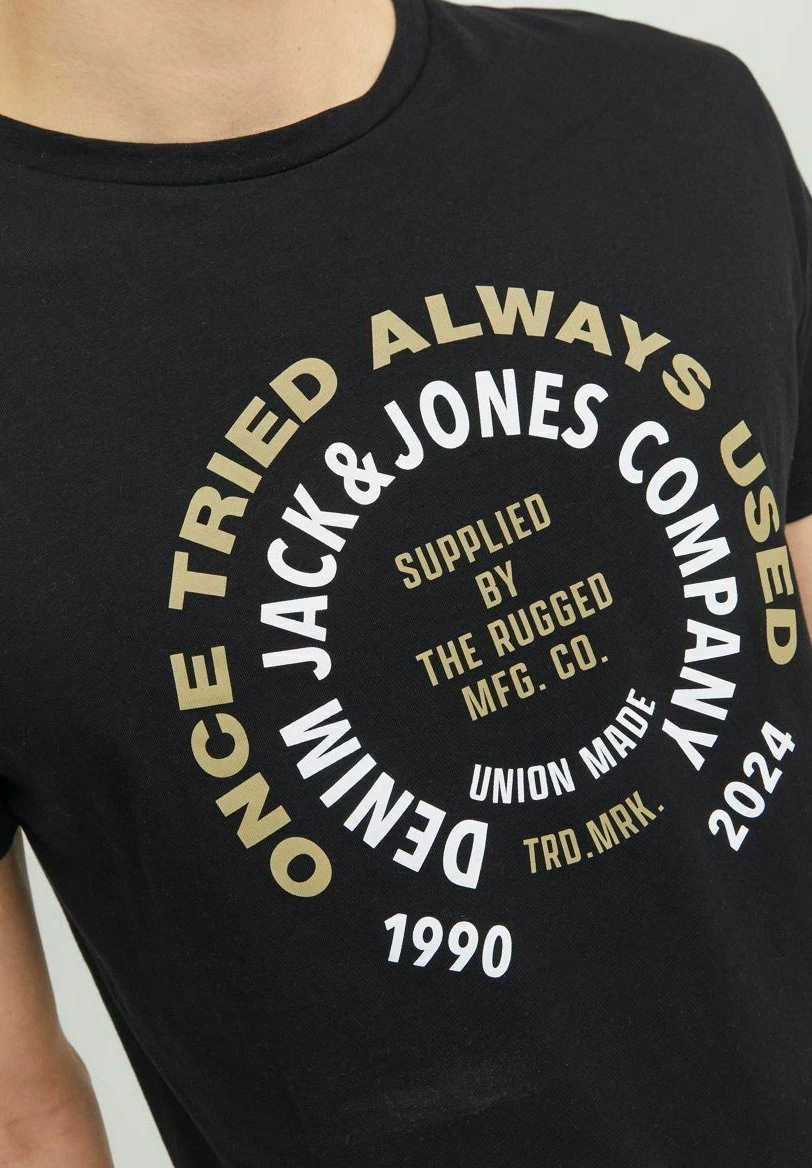 ONCE TRIED ALWAYS USED
DENIM JACK&JONES COMPANY
SUPPLIED
BY
THE RUGGED
MFG. CO.
UNION MADE
TRD.MRK.
1990
2024